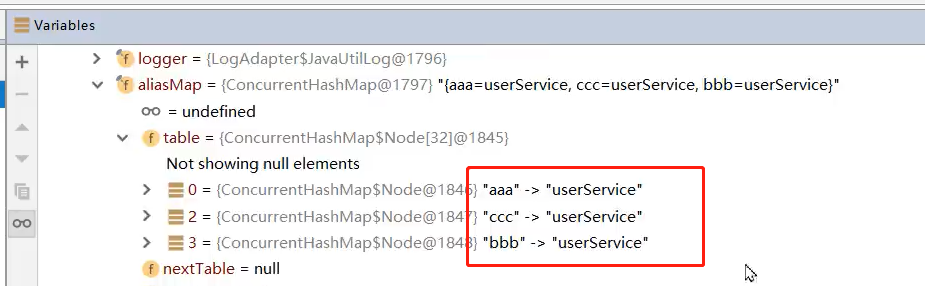 Variables
logger = {LogAdapter$JavaUtilLog@1796}
aliasMap = {ConcurrentHashMap@1797} "{aaa=userService, ccc=userService, bbb=userService}"
= undefined
table = {ConcurrentHashMap$Node[32]@1845}
Not showing null elements
0 = {ConcurrentHashMap$Node@1846} "aaa" -> "userService"
2 = {ConcurrentHashMap$Node@1847} "ccc" -> "userService"
3 = {ConcurrentHashMap$Node@1848} "bbb" -> "userService"
nextTable = null